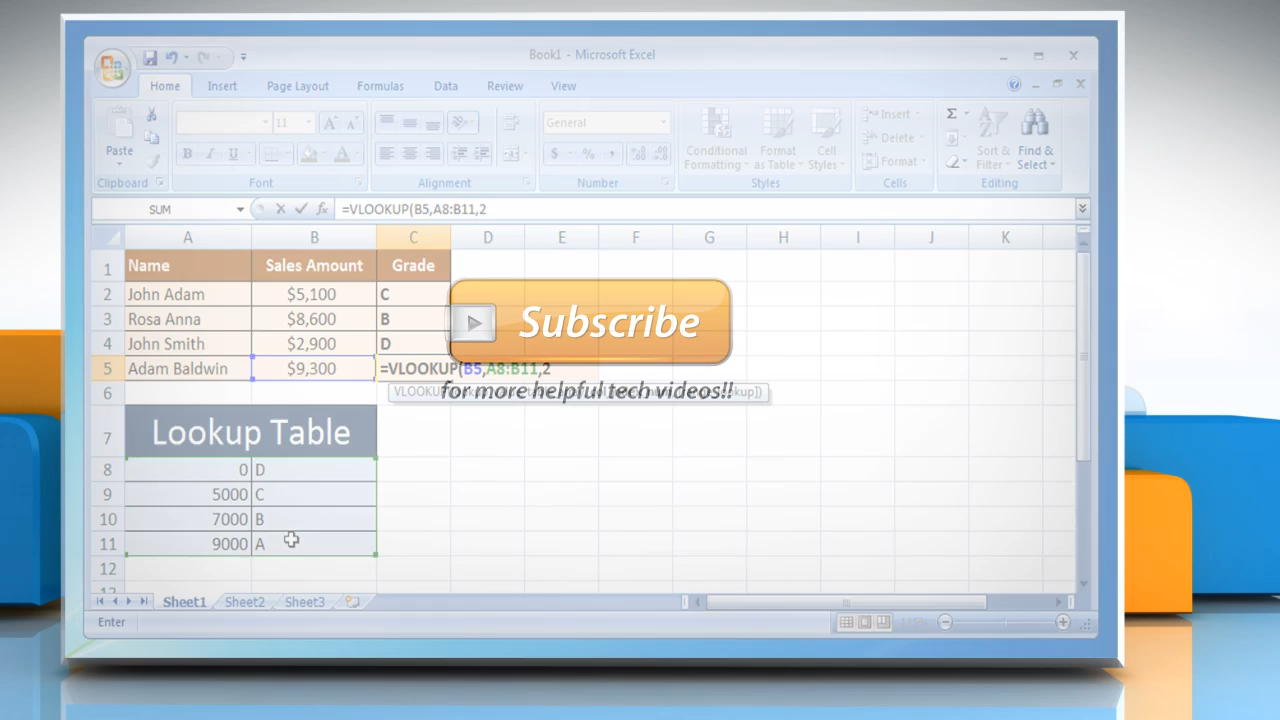 Book1 - Microsoft Excel
Home Insert Page Layout Formulas Data Review View
11 A A General Σ Insert
Paste Conditional Formatting Format as Table Cell Styles Delete Sort & Filter Find & Select
B I U A $ % , Format
Clipboard Font Alignment Number Styles Cells Editing
SUM fx =VLOOKUP(B5,A8:B11,2
A B C D E F G H I J K
1 Name Sales Amount Grade
2 John Adam $5,100 C
3 Rosa Anna $8,600 B
Subscribe
4 John Smith $2,900 D
5 Adam Baldwin $9,300 =VLOOKUP(B5,A8:B11,2
for more helpful tech videos!!
6
7 Lookup Table
8 0 D
9 5000 C
10 7000 B
11 9000 A
12
Sheet1 Sheet2 Sheet3
Enter